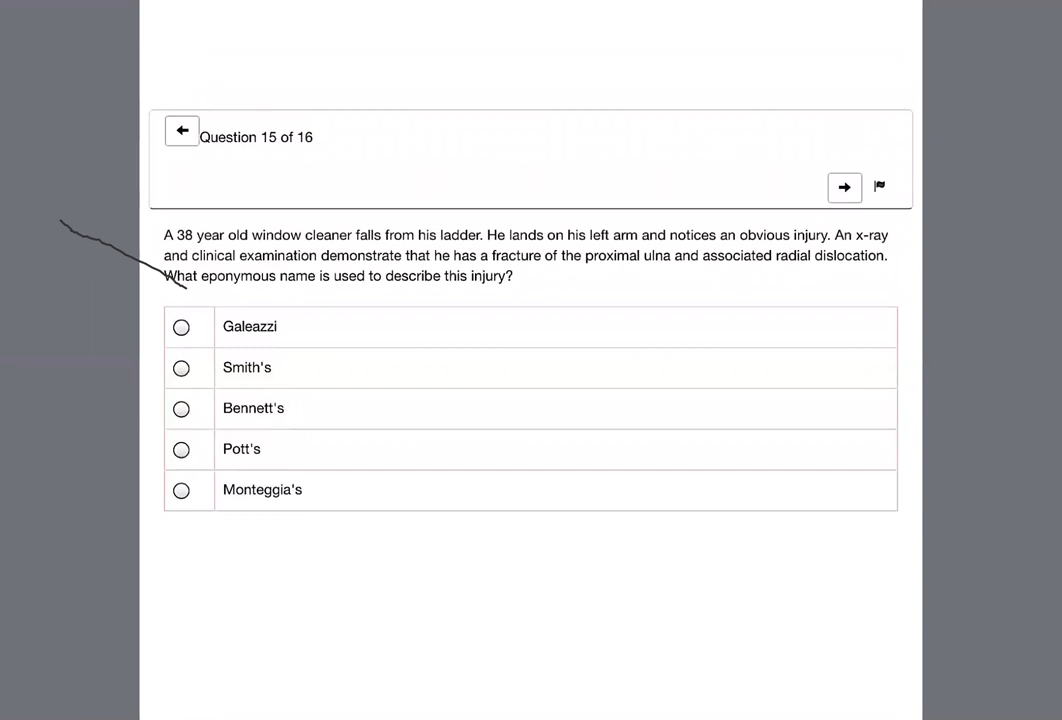 Question 15 of 16
A 38 year old window cleaner falls from his ladder. He lands on his left arm and notices an obvious injury. An x-ray
and clinical examination demonstrate that he has a fracture of the proximal ulna and associated radial dislocation.
What eponymous name is used to describe this injury?
Galeazzi
Smith's
Bennett's
Pott's
Monteggia's